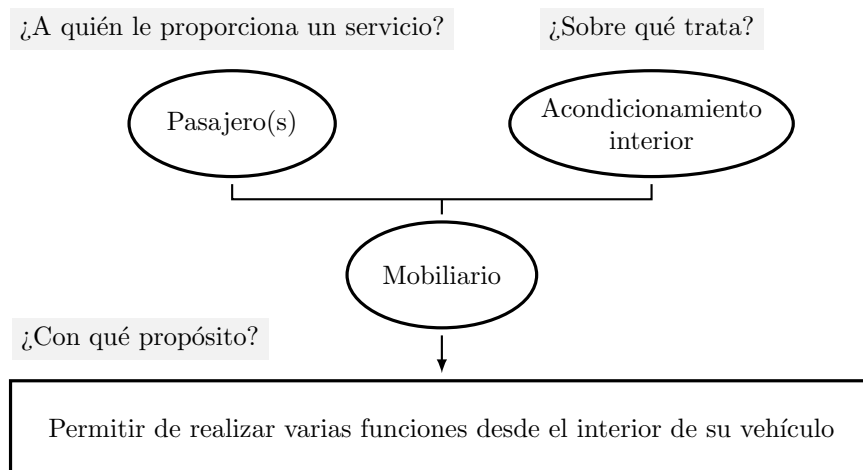 ¿A quién le proporciona un servicio?
¿Sobre qué trata?
Pasajero(s)
Acondicionamiento
interior
Mobiliario
¿Con qué propósito?
Permitir de realizar varias funciones desde el interior de su vehículo